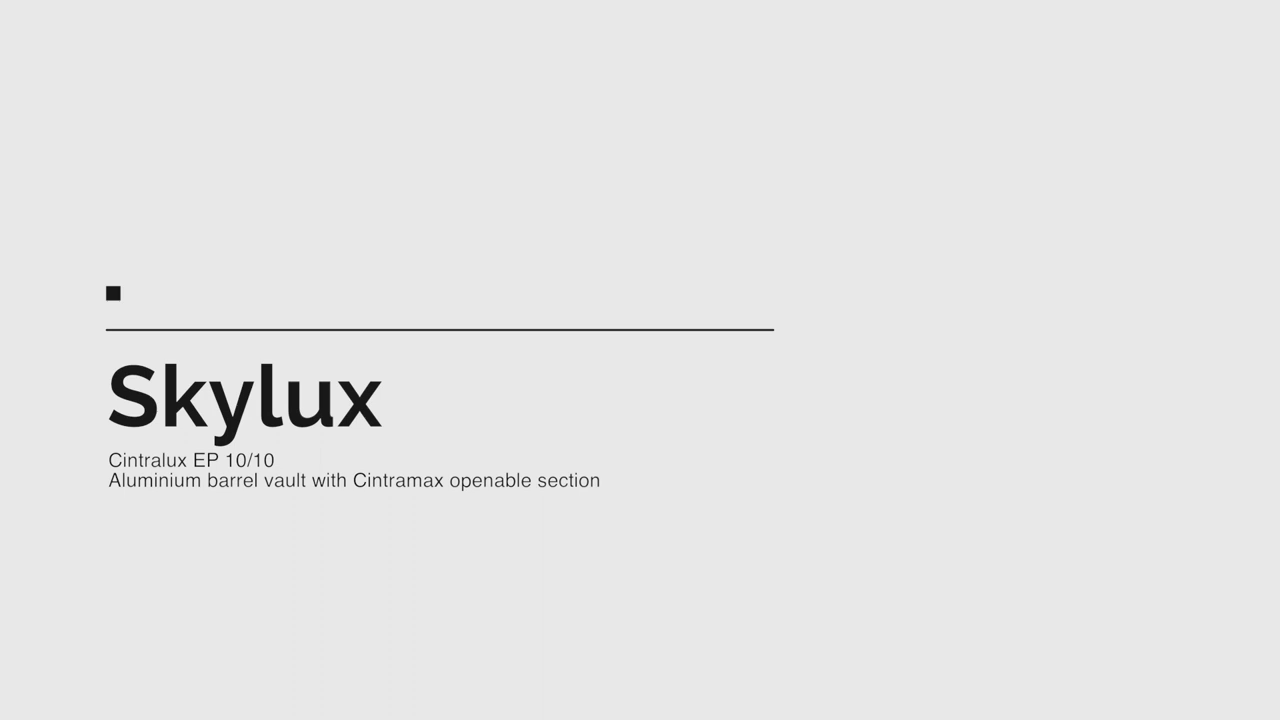 Skylux
Cintralux EP 10/10
Aluminium barrel vault with Cintramax openable section